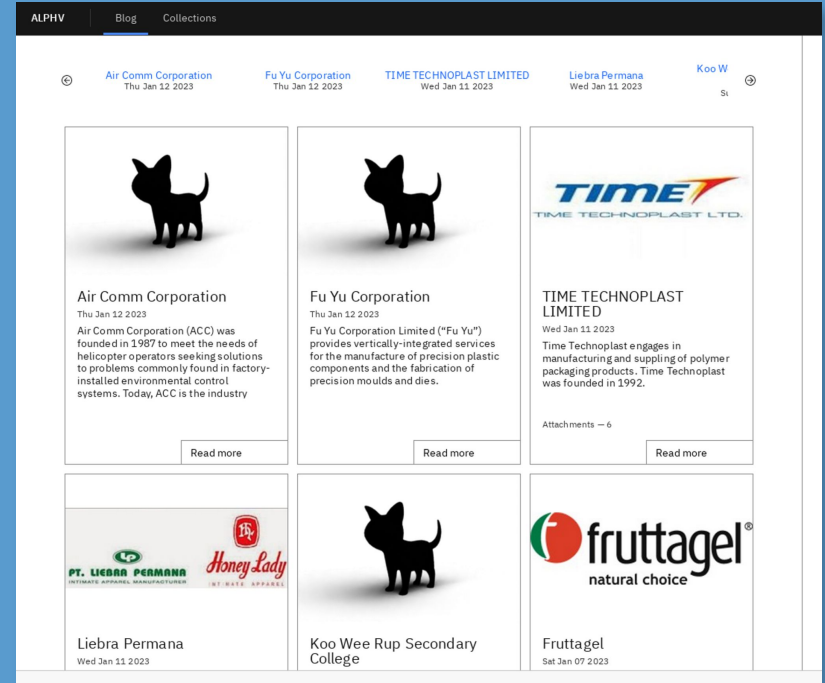 ALPHV Blog Collections
Air Comm Corporation
Thu Jan 12 2023
Fu Yu Corporation
Thu Jan 12 2023
TIME TECHNOPLAST LIMITED
Wed Jan 11 2023
Liebra Permana
Wed Jan 11 2023
Koo W
Air Comm Corporation
Thu Jan 12 2023
Air Comm Corporation (ACC) was
founded in 1987 to meet the needs of
helicopter operators seeking solutions
to problems commonly found in factory-
installed environmental control
systems. Today, ACC is the industry
Read more
Fu Yu Corporation
Thu Jan 12 2023
Fu Yu Corporation Limited (“Fu Yu”)
provides vertically-integrated services
for the manufacture of precision plastic
components and the fabrication of
precision moulds and dies.
Read more
TIME
TIME TECHNOPLAST LTD.
TIME TECHNOPLAST
LIMITED
Wed Jan 11 2023
Time Technoplast engages in
manufacturing and suppling of polymer
packaging products. Time Technoplast
was founded in 1992.
Attachments — 6
Read more
LP
PT. LIEBRA PERMANA
INTIMATE APPAREL MANUFACTURER
HL
Honey Lady
INTIMATE APPAREL
Liebra Permana
Wed Jan 11 2023
Koo Wee Rup Secondary
College
fruttagel®
natural choice
Fruttagel
Sat Jan 07 2023